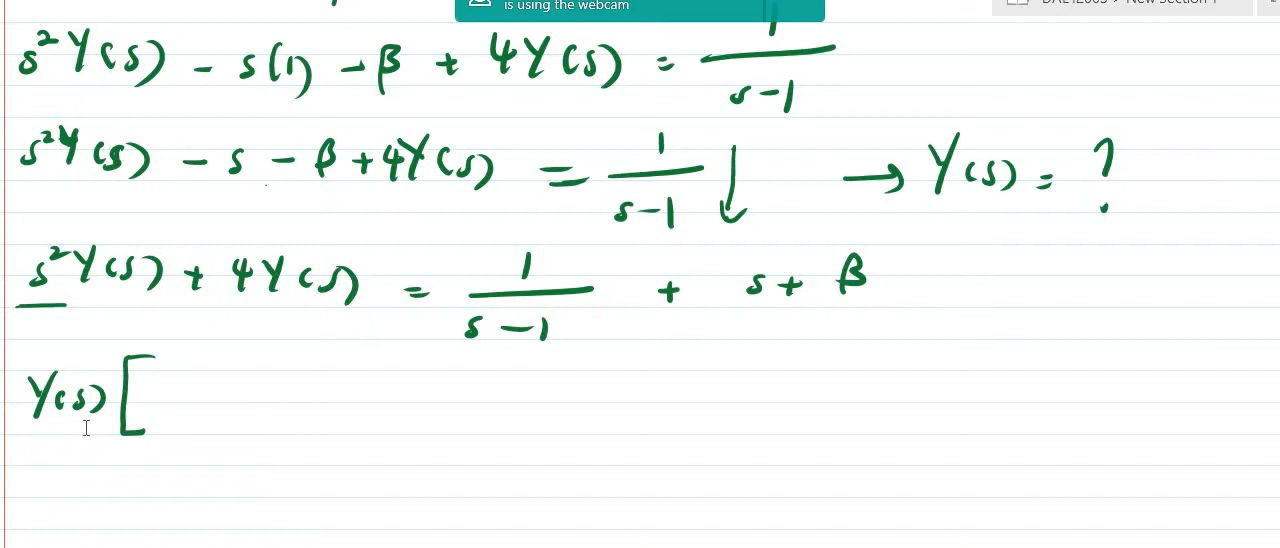 is using the webcam
s²Y(s) - s(1) - β + 4Y(s) = 1/(s-1)
s²Y(s) - s - β + 4Y(s) = 1/(s-1) ↓ → Y(s) = ?
s²Y(s) + 4Y(s) = 1/(s-1) + s + β
Y(s) [